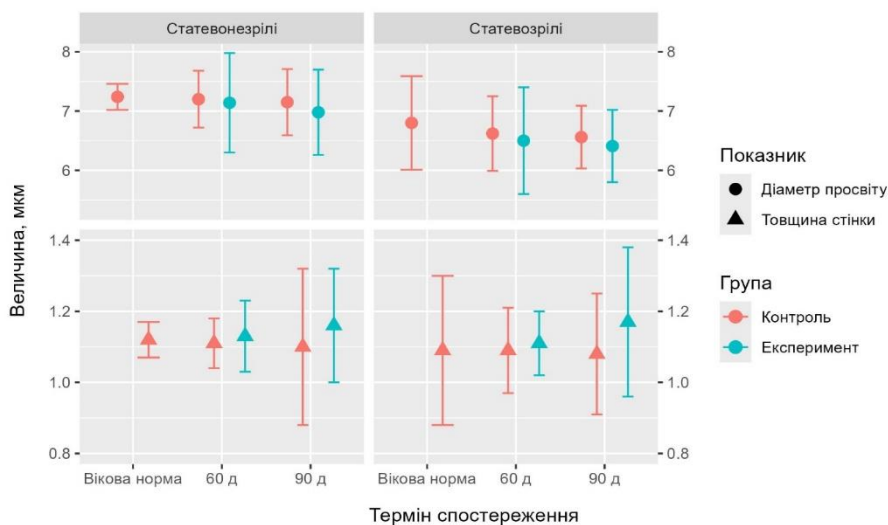 Статевонезрілі
Статевозрілі
Величина, мкм
8
7
6
8
7
6
1.4
1.2
1.0
0.8
1.4
1.2
1.0
0.8
Вікова норма
60 д
90 д
Вікова норма
60 д
90 д
Термін спостереження
Показник
Діаметр просвіту
Товщина стінки
Група
Контроль
Експеримент